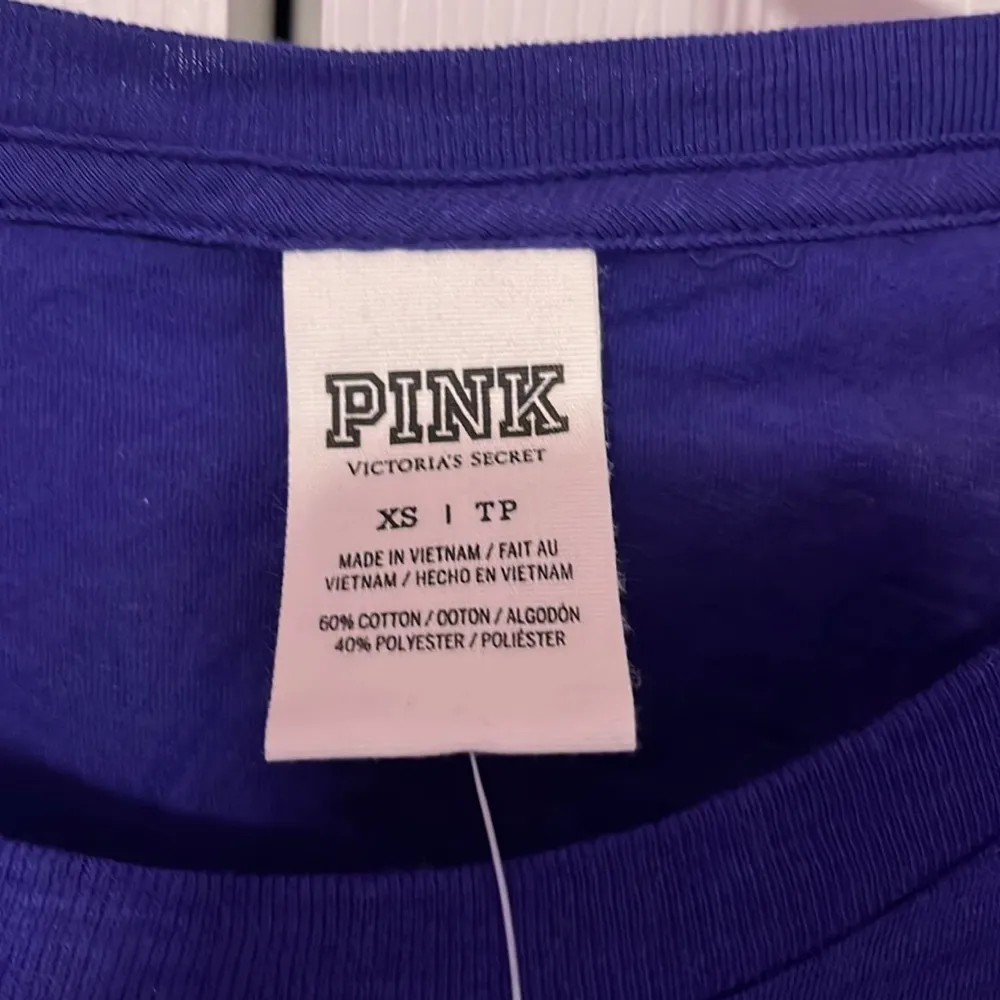 PINK
VICTORIA'S SECRET
XS | TP
MADE IN VIETNAM / FAIT AU
VIETNAM / HECHO EN VIETNAM
60% COTTON / OOTON / ALGODÓN
40% POLYESTER / POLIÉSTER